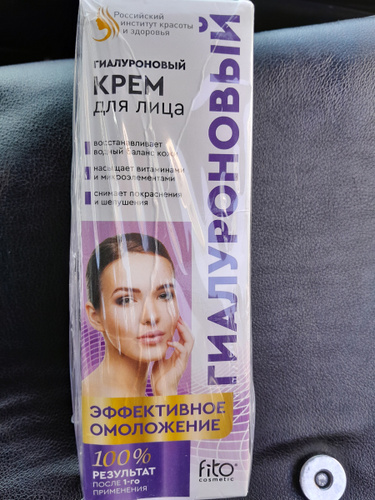 Российский
институт красоты
и здоровья
ГИАЛУРОНОВЫЙ
КРЕМ
для лица
восстанавливает
водный баланс кожи
насыщает витаминами
и микроэлементами
снимает покраснения
и шелушения
ГИАЛУРОНОВЫЙ
ЭФФЕКТИВНОЕ
ОМОЛОЖЕНИЕ
100%
РЕЗУЛЬТАТ
ПОСЛЕ 1-го
ПРИМЕНЕНИЯ
fito
cosmetic